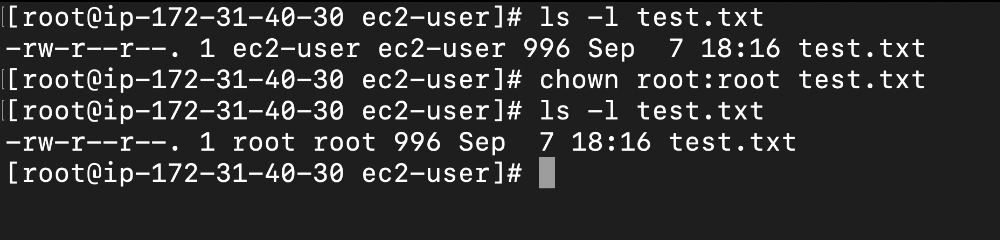 [root@ip-172-31-40-30 ec2-user]# ls -l test.txt
-rw-r--r--. 1 ec2-user ec2-user 996 Sep  7 18:16 test.txt
[root@ip-172-31-40-30 ec2-user]# chown root:root test.txt
[root@ip-172-31-40-30 ec2-user]# ls -l test.txt
-rw-r--r--. 1 root root 996 Sep  7 18:16 test.txt
[root@ip-172-31-40-30 ec2-user]#